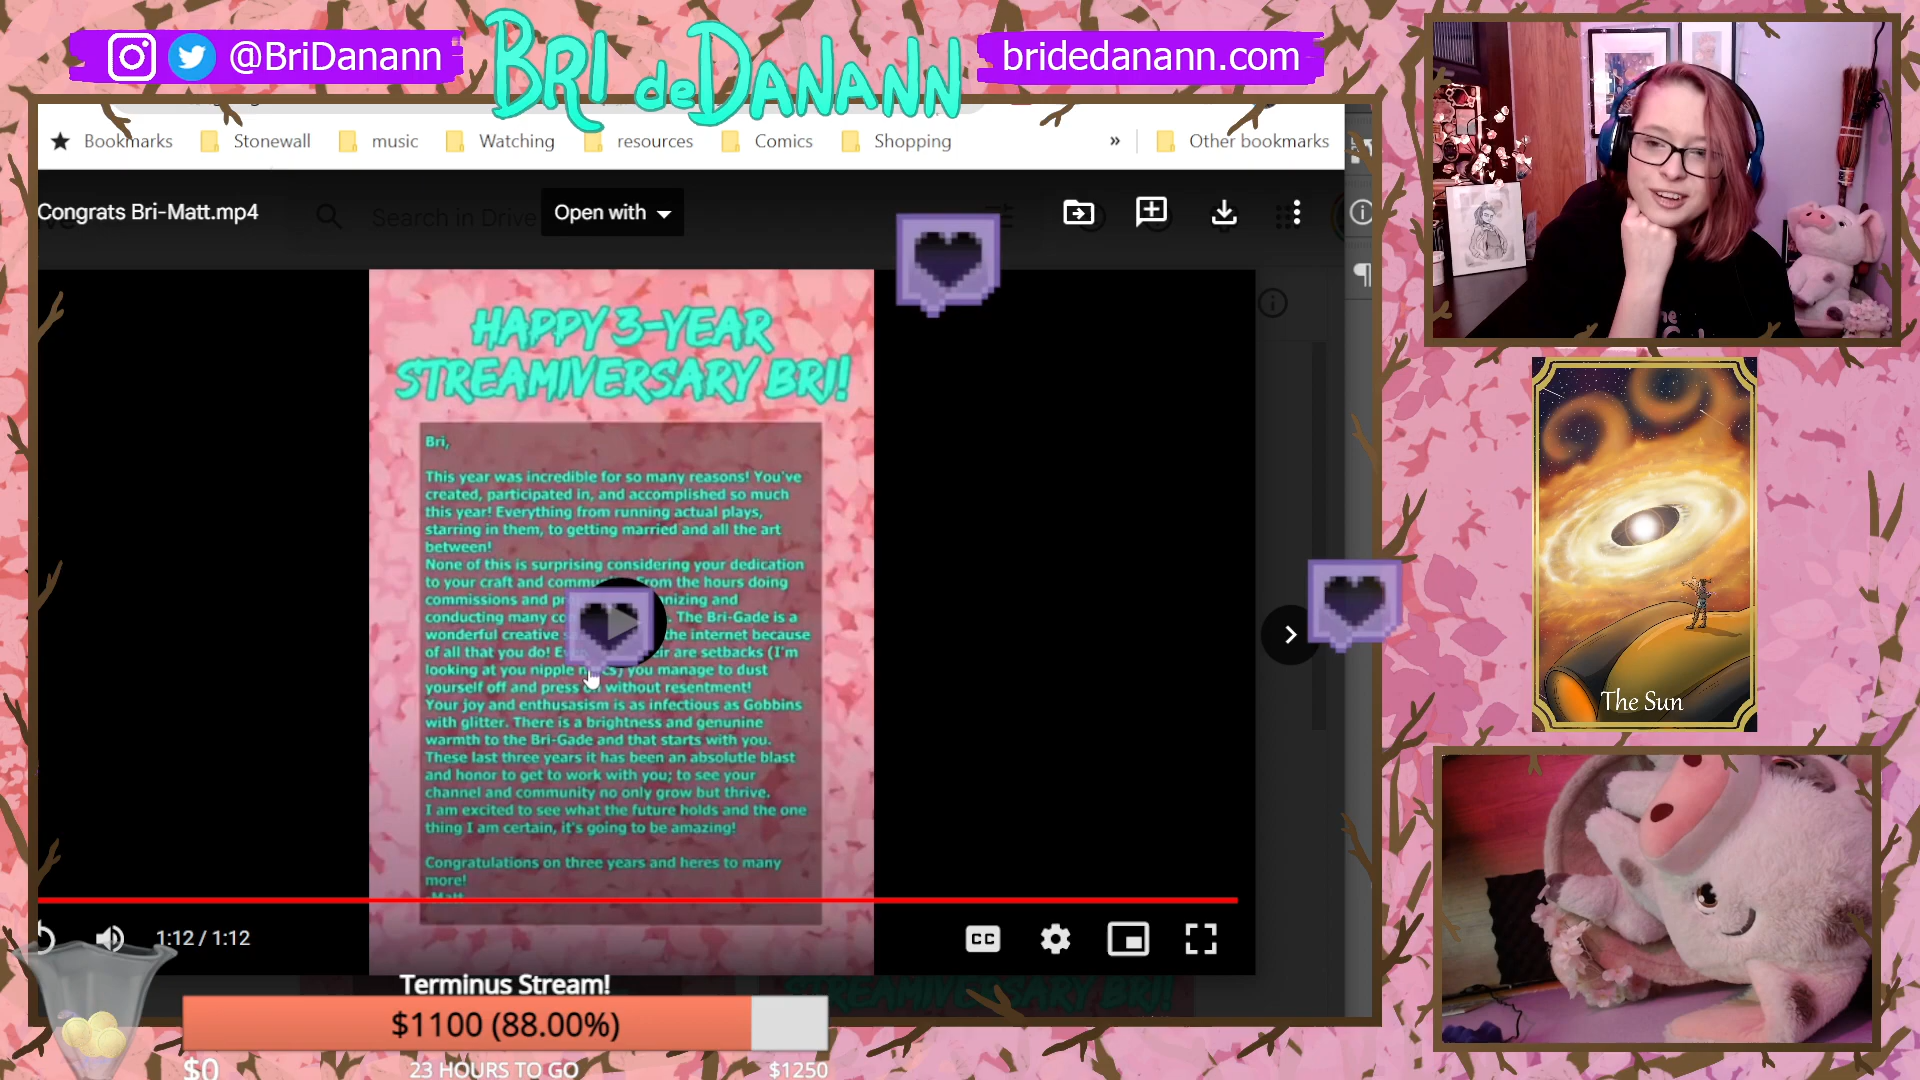 @BriDanann
BRI deDANANN
bridedanann.com
Bookmarks
Stonewall
music
Watching
resources
Comics
Shopping
»
Other bookmarks
Congrats Bri-Matt.mp4
Search in Drive
Open with
HAPPY 3-YEAR
STREAMIVERSARY BRI!
Bri,
This year was incredible for so many reasons! You've
created, participated in, and accomplished so much
this year! Everything from running actual plays,
starring in them, to getting married and all the art
between!
None of this is surprising considering your dedication
to your craft and from the hours doing
commissions and and
conducting many The Bri-Gade is a
wonderful creative the internet because
of all that you do! are setbacks (I'm
looking at you nipple you manage to dust
yourself off and press without resentment!
Your joy and enthusasism is as infectious as Gobbins
with glitter. There is a brightness and genunine
warmth to the Bri-Gade and that starts with you.
These last three years it has been an absolutle blast
and honor to get to work with you; to see your
channel and community no only grow but thrive.
I am excited to see what the future holds and the one
thing I am certain, it's going to be amazing!
Congratulations on three years and heres to many
more!
-Matt
1:12 / 1:12
CC
STREAMIVERSARY BRI!
Terminus Stream!
$1100 (88.00%)
$0
23 HOURS TO GO
$1250
The Sun